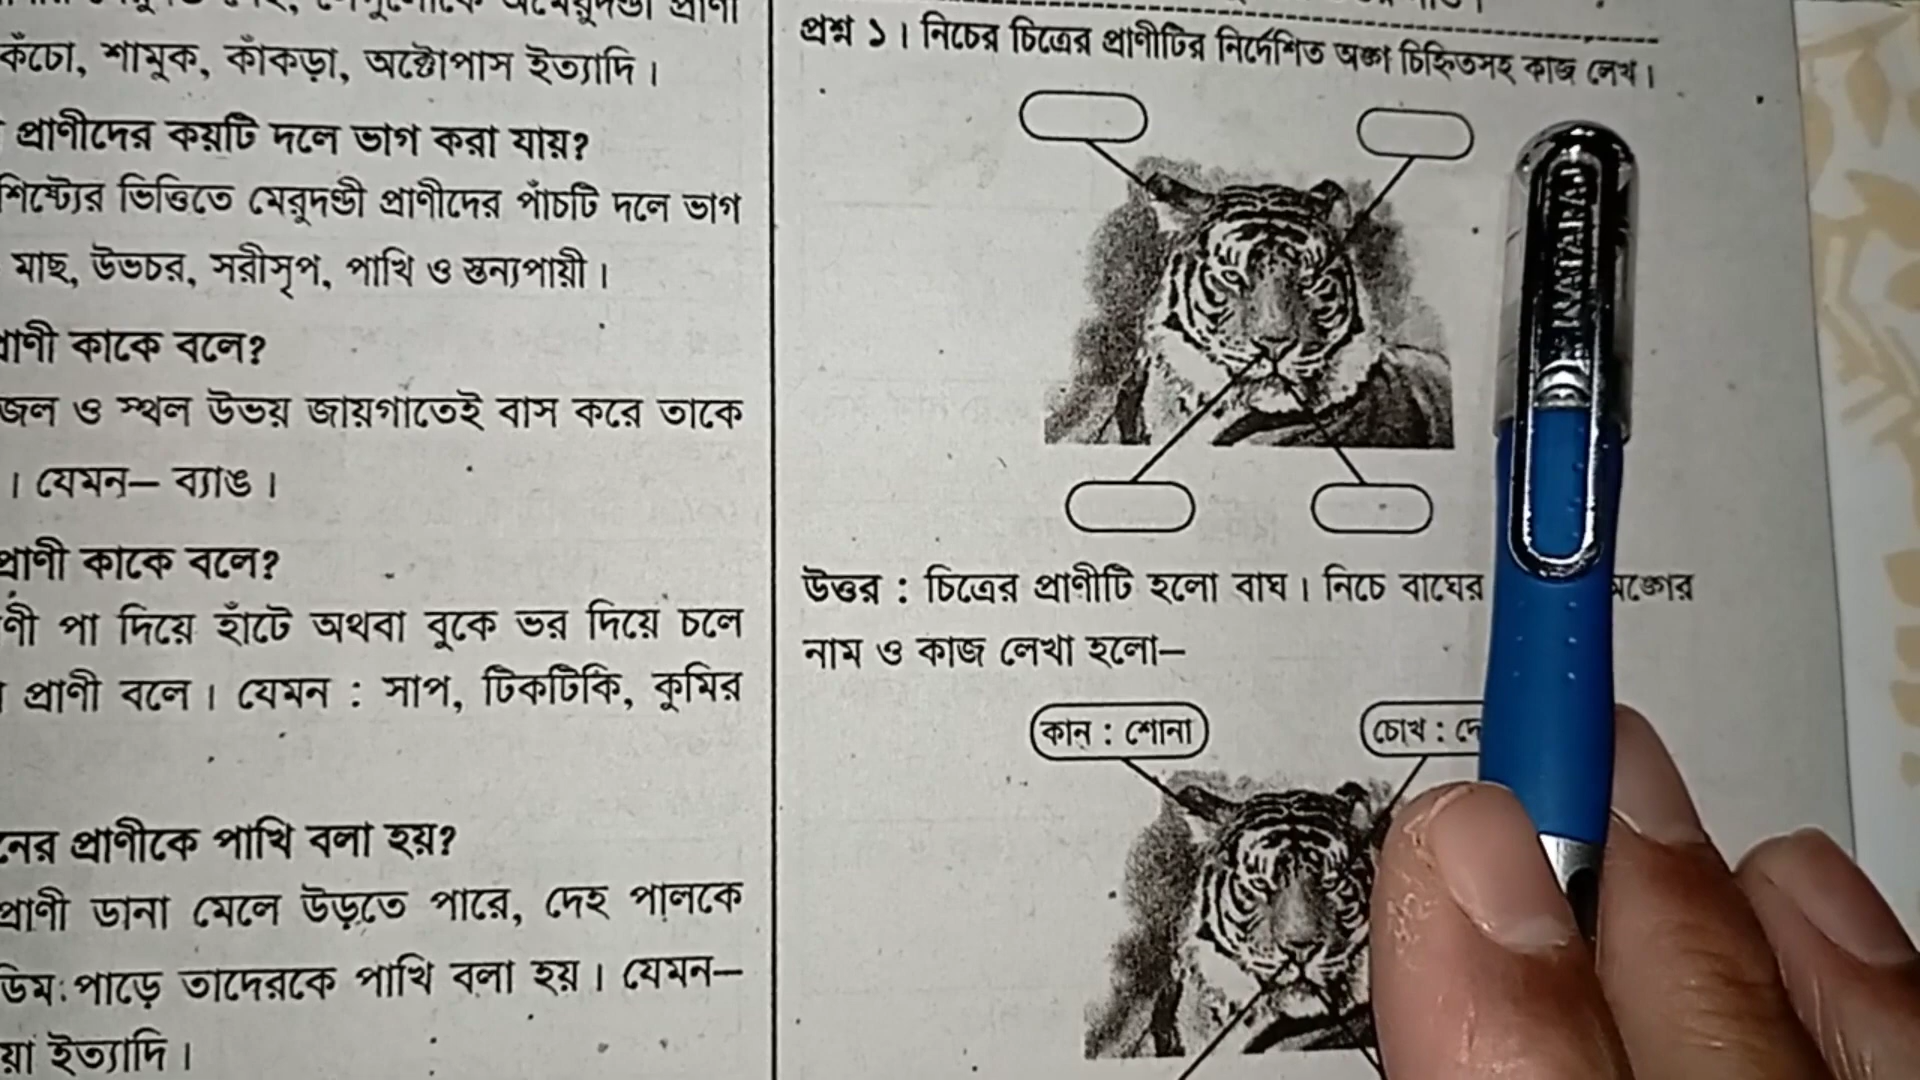 কেঁচো, শামুক, কাঁকড়া, অক্টোপাস ইত্যাদি।
প্রাণীদের কয়টি দলে ভাগ করা যায়?
ভিত্তিতে মেরুদণ্ডী প্রাণীদের পাঁচটি দলে ভাগ
মাছ, উভচর, সরীসৃপ, পাখি ও স্তন্যপায়ী।
কাকে বলে?
জল ও স্থল উভয় জায়গাতেই বাস করে তাকে
। যেমন– ব্যাঙ।
প্রাণী কাকে বলে?
পা দিয়ে হাঁটে অথবা বুকে ভর দিয়ে চলে
প্রাণী বলে। যেমন : সাপ, টিকটিকি, কুমির
প্রাণীকে পাখি বলা হয়?
প্রাণী ডানা মেলে উড়তে পারে, দেহ পালকে
ডিম পাড়ে তাদেরকে পাখি বলা হয়। যেমন–
ইত্যাদি।
প্রশ্ন ১। নিচের চিত্রের প্রাণীটির নির্দেশিত অঙ্গ চিহ্নিতসহ কাজ লেখ।
উত্তর : চিত্রের প্রাণীটি হলো বাঘ। নিচে বাঘের
নাম ও কাজ লেখা হলো–
কান : শোনা
চোখ :